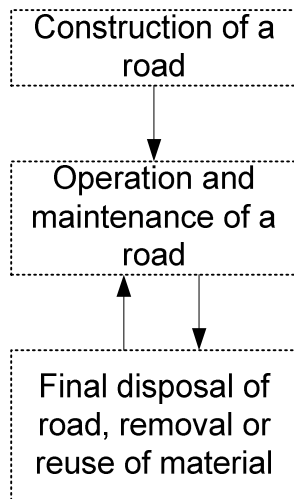 Construction of a
road
Operation and
maintenance of a
road
Final disposal of
road, removal or
reuse of material